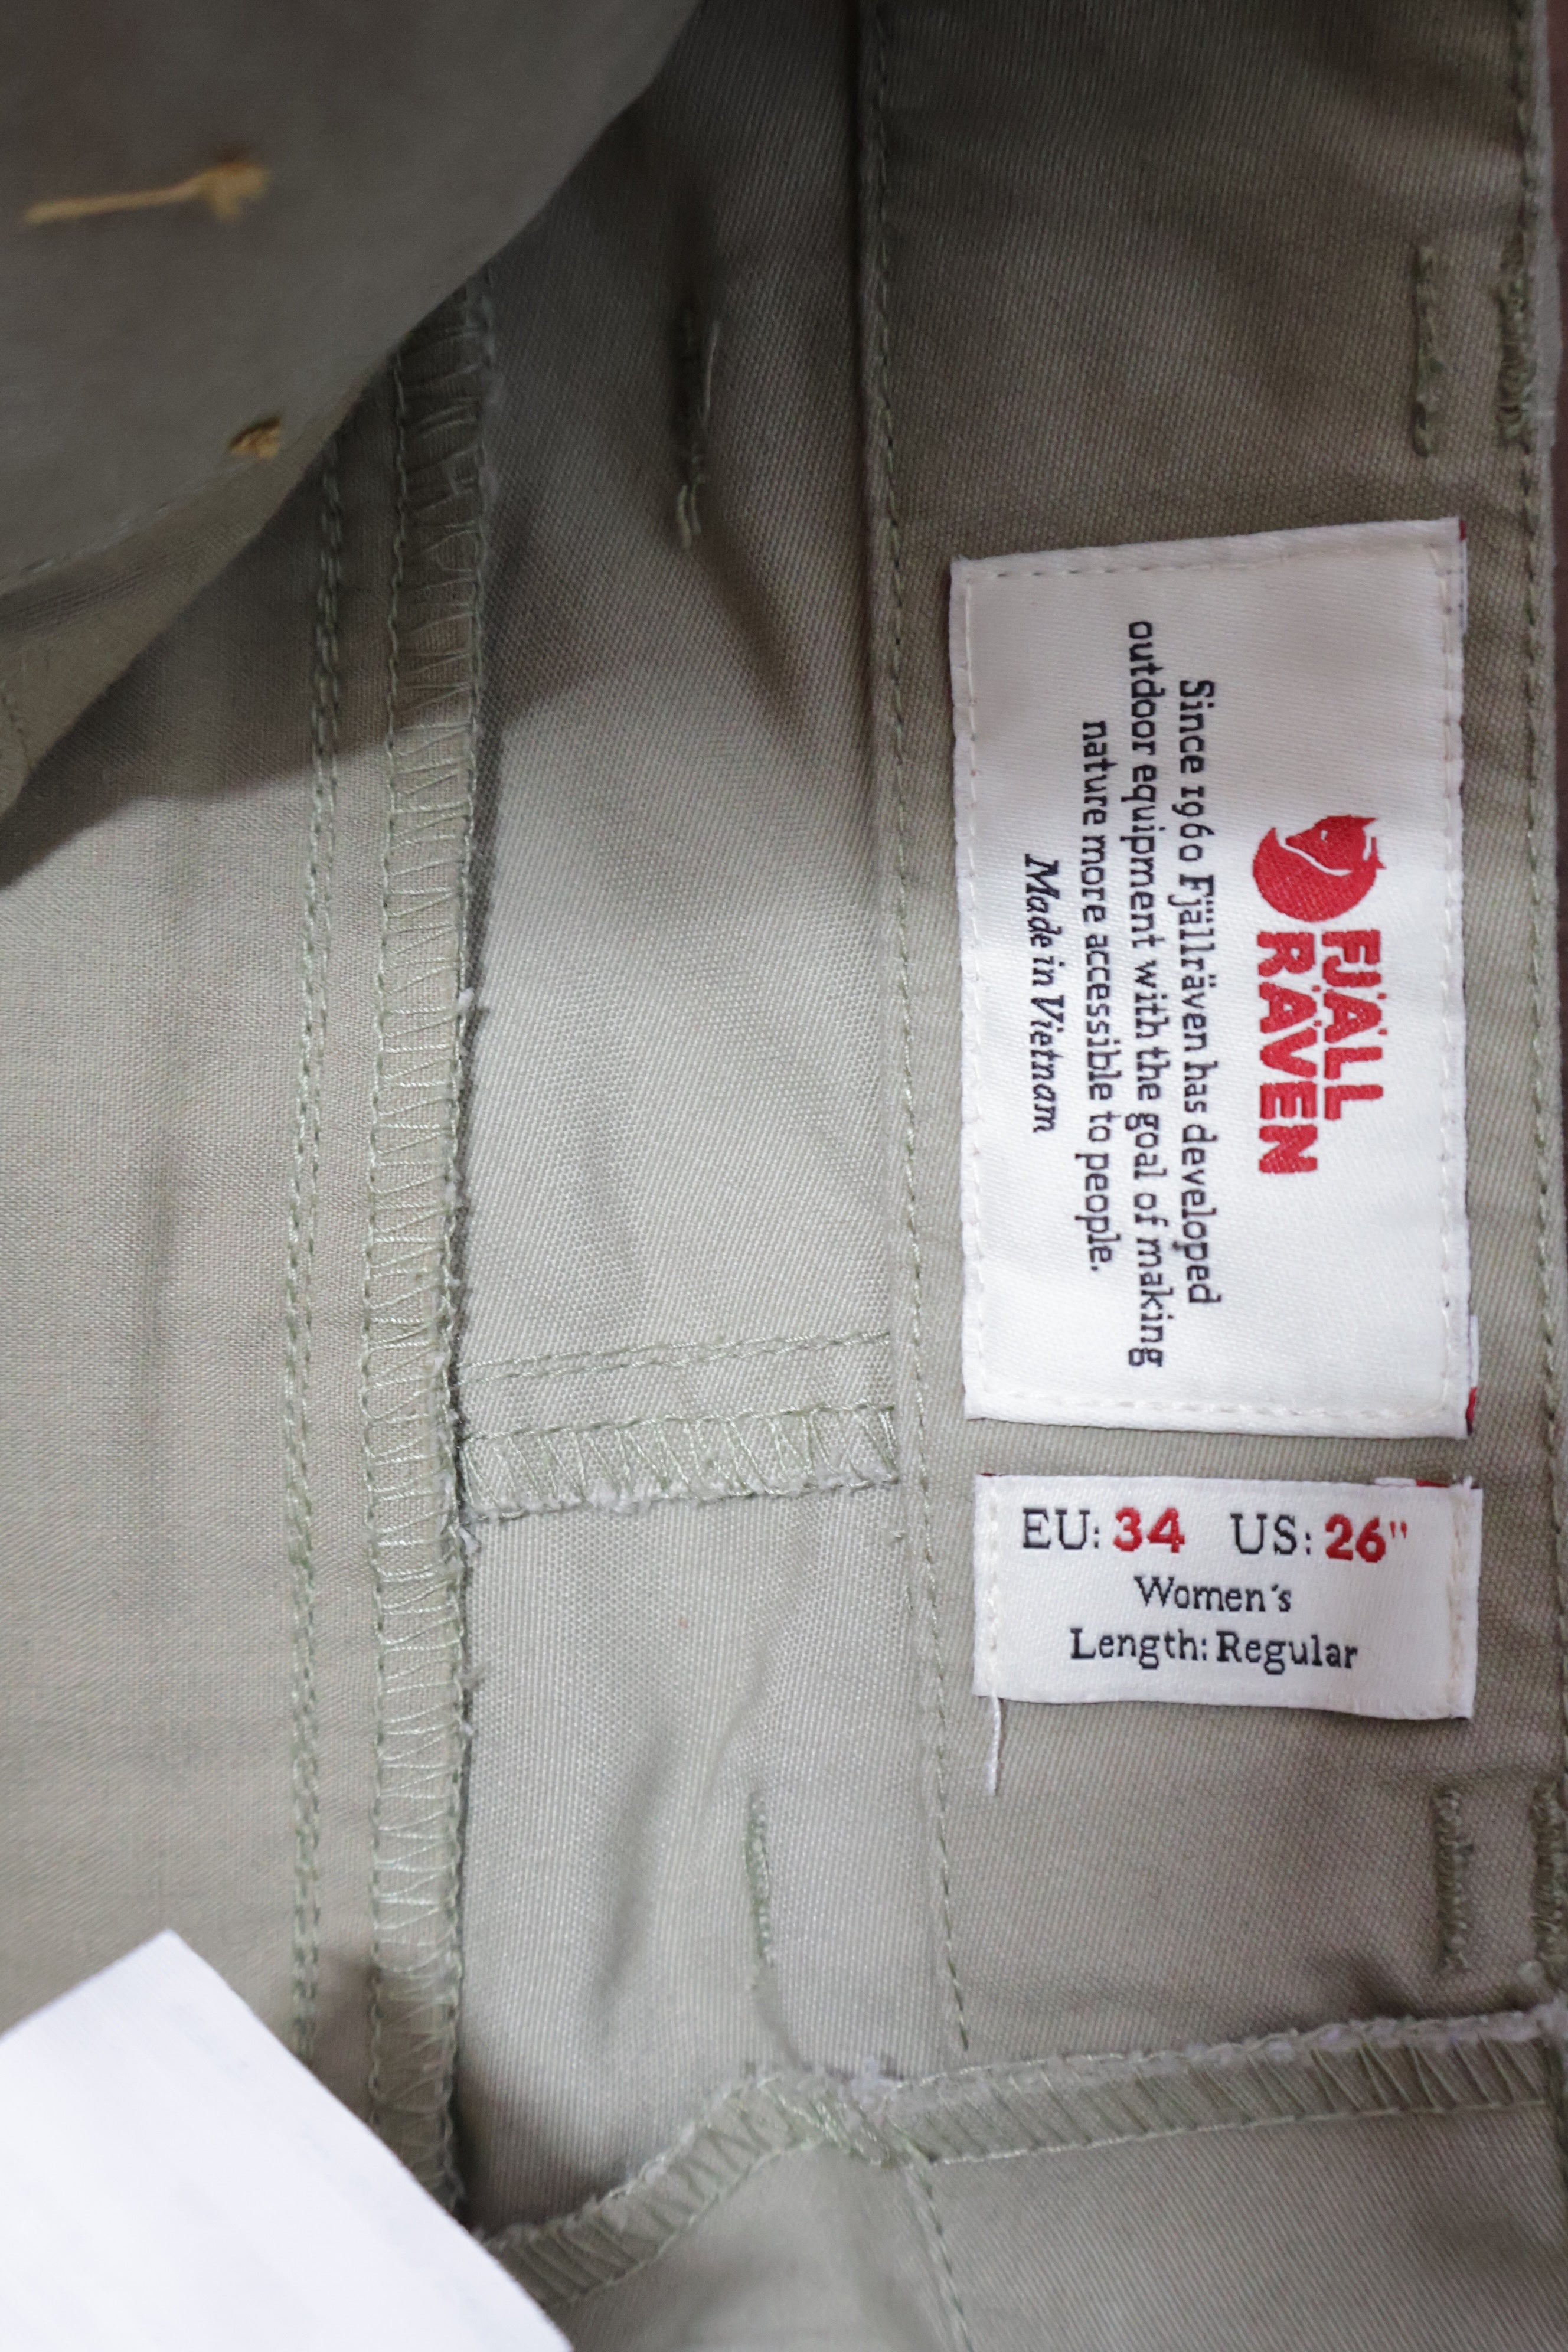 FJÄLL
RÄVEN
Since 1960 Fjällräven has developed
outdoor equipment with the goal of making
nature more accessible to people.
Made in Vietnam
EU: 34 US: 26"
Women´s
Length: Regular